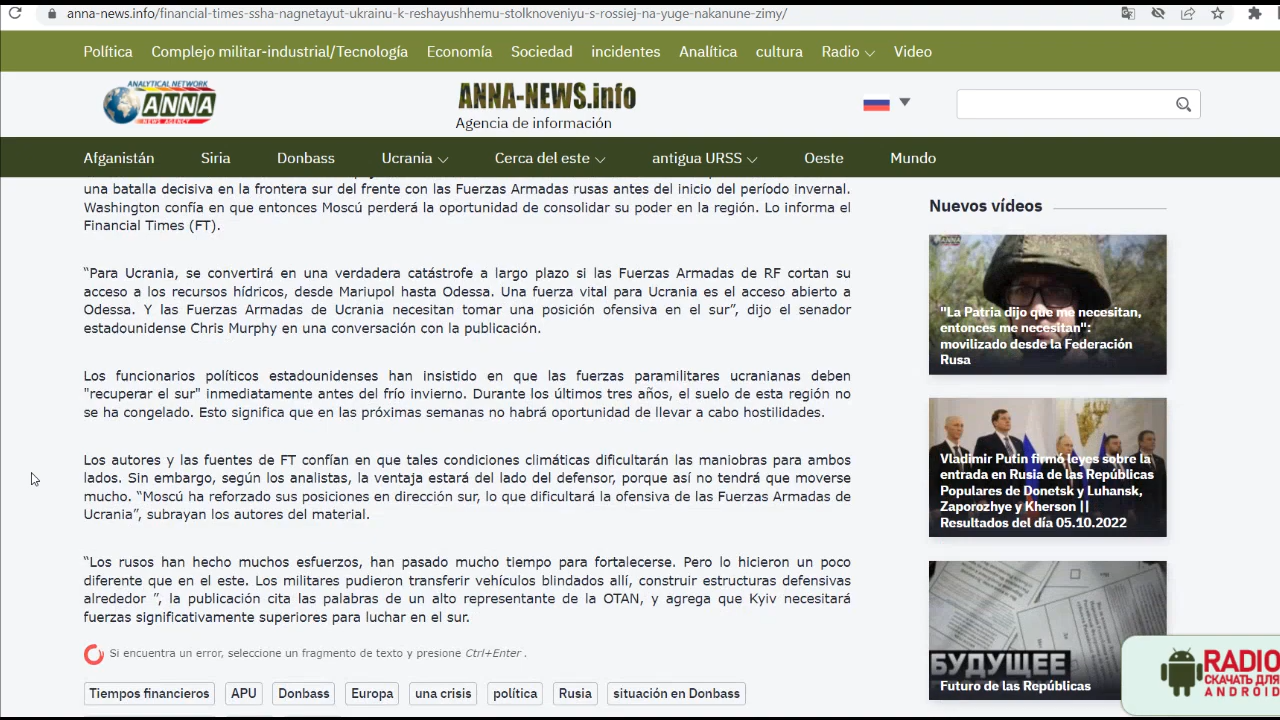 anna-news.info/financial-times-ssha-nagnetayut-ukrainu-k-reshayushhemu-stolknoveniyu-s-rossiej-na-yuge-nakanune-zimy/
Política Complejo militar-industrial/Tecnología Economía Sociedad incidentes Analítica cultura Radio Video
ANALYTICAL NETWORK
ANNA
NEWS AGENCY
ANNA-NEWS.info
Agencia de información
Afganistán Siria Donbass Ucrania Cerca del este antigua URSS Oeste Mundo
una batalla decisiva en la frontera sur del frente con las Fuerzas Armadas rusas antes del inicio del período invernal.
Washington confía en que entonces Moscú perderá la oportunidad de consolidar su poder en la región. Lo informa el
Financial Times (FT).
“Para Ucrania, se convertirá en una verdadera catástrofe a largo plazo si las Fuerzas Armadas de RF cortan su
acceso a los recursos hídricos, desde Mariupol hasta Odessa. Una fuerza vital para Ucrania es el acceso abierto a
Odessa. Y las Fuerzas Armadas de Ucrania necesitan tomar una posición ofensiva en el sur”, dijo el senador
estadounidense Chris Murphy en una conversación con la publicación.
Los funcionarios políticos estadounidenses han insistido en que las fuerzas paramilitares ucranianas deben
"recuperar el sur" inmediatamente antes del frío invierno. Durante los últimos tres años, el suelo de esta región no
se ha congelado. Esto significa que en las próximas semanas no habrá oportunidad de llevar a cabo hostilidades.
Los autores y las fuentes de FT confían en que tales condiciones climáticas dificultarán las maniobras para ambos
lados. Sin embargo, según los analistas, la ventaja estará del lado del defensor, porque así no tendrá que moverse
mucho. “Moscú ha reforzado sus posiciones en dirección sur, lo que dificultará la ofensiva de las Fuerzas Armadas de
Ucrania”, subrayan los autores del material.
“Los rusos han hecho muchos esfuerzos, han pasado mucho tiempo para fortalecerse. Pero lo hicieron un poco
diferente que en el este. Los militares pudieron transferir vehículos blindados allí, construir estructuras defensivas
alrededor ”, la publicación cita las palabras de un alto representante de la OTAN, y agrega que Kyiv necesitará
fuerzas significativamente superiores para luchar en el sur.
Si encuentra un error, seleccione un fragmento de texto y presione Ctrl+Enter .
Tiempos financieros APU Donbass Europa una crisis política Rusia situación en Donbass
Nuevos vídeos
ANNA
"La Patria dijo que me necesitan,
entonces me necesitan":
movilizado desde la Federación
Rusa
Vladimir Putin firmó leyes sobre la
entrada en Rusia de las Repúblicas
Populares de Donetsk y Luhansk,
Zaporozhye y Kherson ||
Resultados del día 05.10.2022
БУДУЩЕЕ
Futuro de las Repúblicas
RADIO
СКАЧАТЬ ДЛЯ
ANDROID